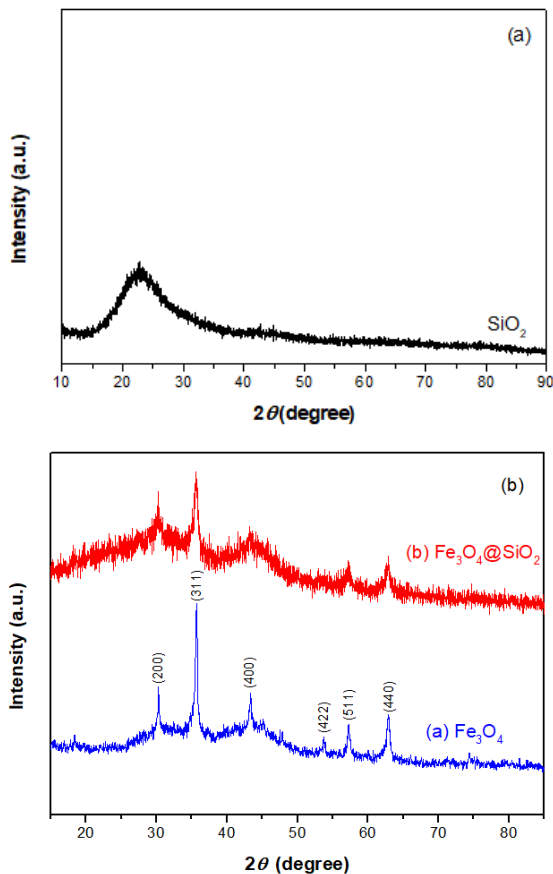 (a)
Intensity (a.u.)
SiO₂
10 20 30 40 50 60 70 80 90
2θ(degree)
(b)
(b) Fe₃O₄@SiO₂
Intensity (a.u.)
(200)
(311)
(400)
(422)
(511)
(440)
(a) Fe₃O₄
20 30 40 50 60 70 80
2θ (degree)